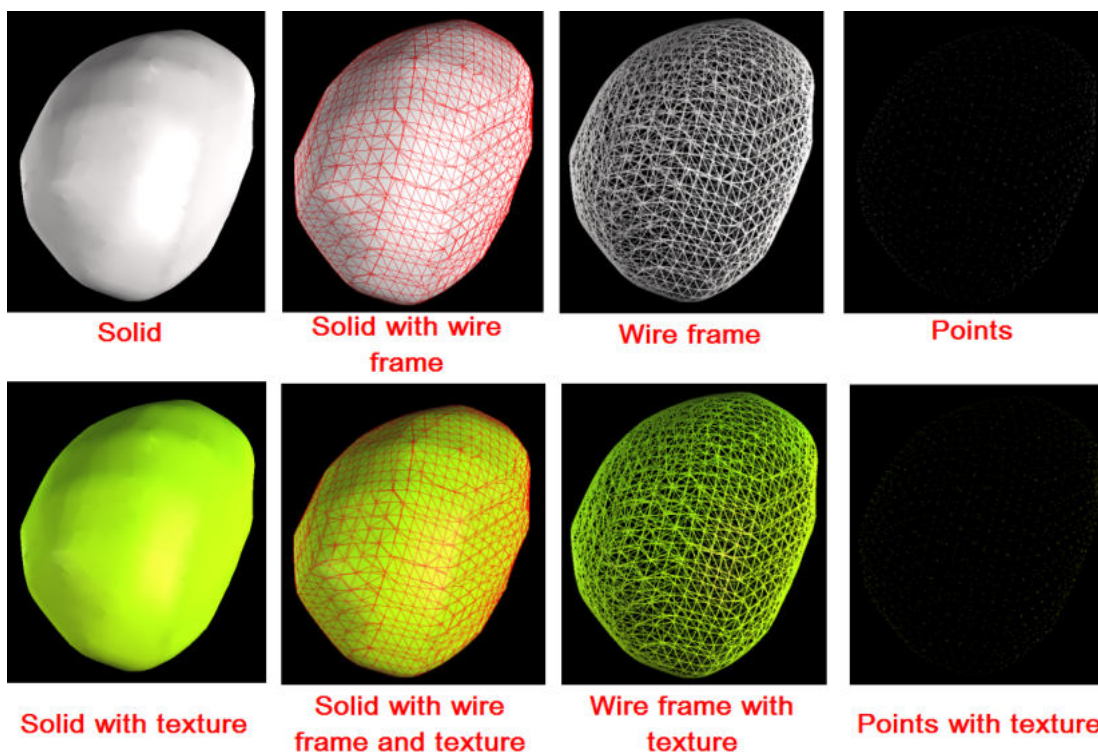 Solid
Solid with wire
frame
Wire frame
Points
Solid with texture
Solid with wire
frame and texture
Wire frame with
texture
Points with texture